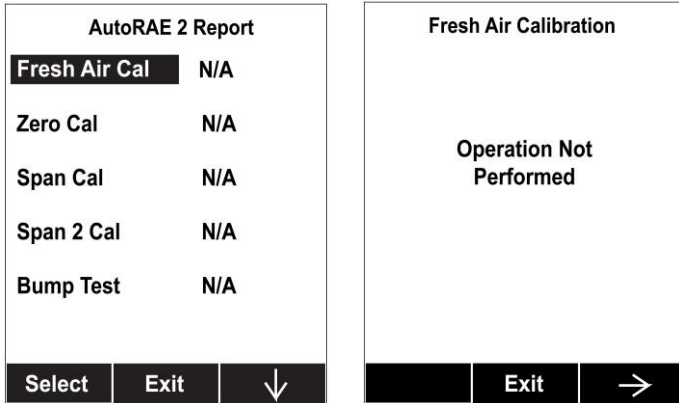 AutoRAE 2 Report
Fresh Air Cal N/A
Zero Cal N/A
Span Cal N/A
Span 2 Cal N/A
Bump Test N/A
Select Exit ↓
Fresh Air Calibration
Operation Not
Performed
Exit →